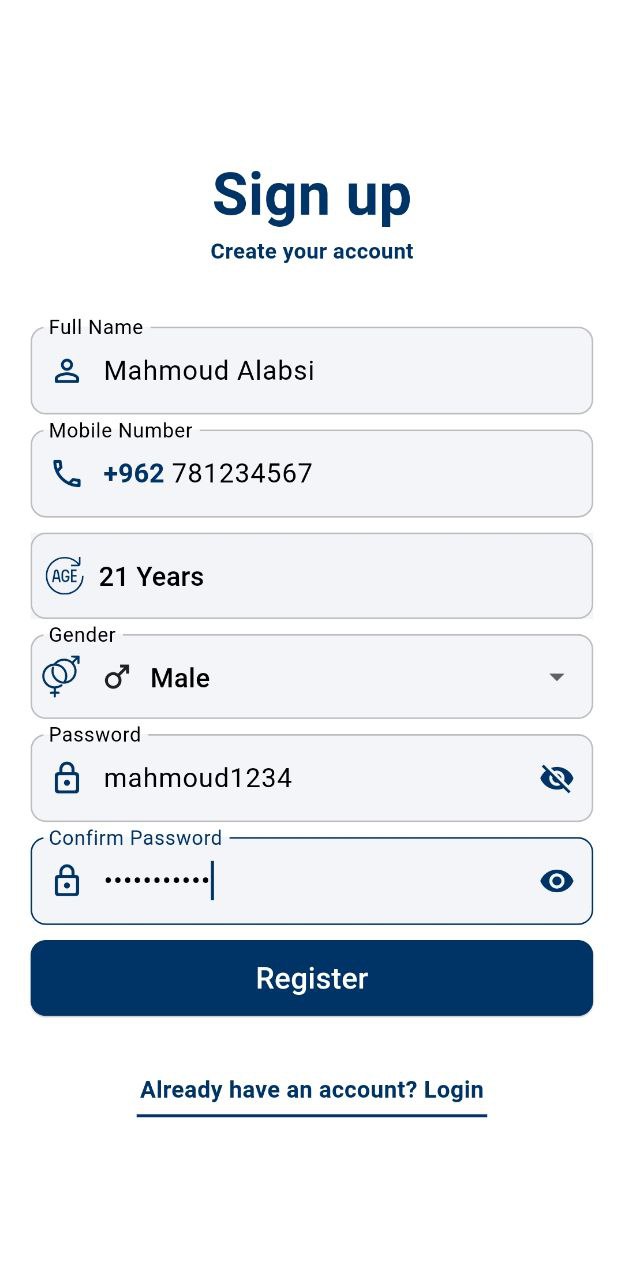 Sign up
Create your account
Full Name
Mahmoud Alabsi
Mobile Number
+962 781234567
AGE 21 Years
Gender
Male
Password
mahmoud1234
Confirm Password
•••••••••••
Register
Already have an account? Login